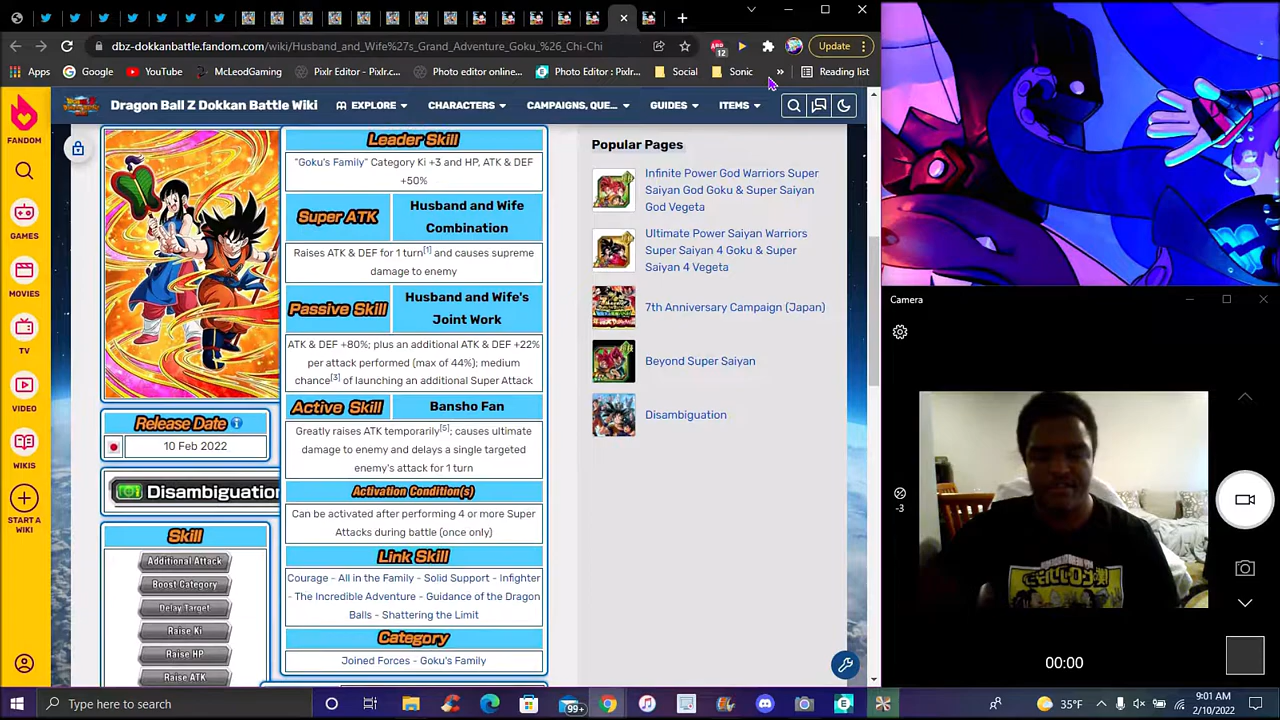 Update
dbz-dokkanbattle.fandom.com/wiki/Husband_and_Wife%27s_Grand_Adventure_Goku_%26_Chi-Chi
12
Apps
Google
YouTube
McLeodGaming
Pixlr Editor - Pixlr.c...
Photo editor online...
Photo Editor : Pixlr...
Social
Sonic
Reading list
FANDOM
Dragon Ball Z Dokkan Battle Wiki
EXPLORE
CHARACTERS
CAMPAIGNS, QUE...
GUIDES
ITEMS
GAMES
MOVIES
TV
VIDEO
WIKIS
START A
WIKI
Leader Skill
"Goku's Family" Category Ki +3 and HP, ATK & DEF
+50%
Super ATK
Husband and Wife
Combination
Raises ATK & DEF for 1 turn[1] and causes supreme
damage to enemy
Passive Skill
Husband and Wife's
Joint Work
ATK & DEF +80%; plus an additional ATK & DEF +22%
per attack performed (max of 44%); medium
chance[3] of launching an additional Super Attack
Active Skill
Bansho Fan
Greatly raises ATK temporarily[5]; causes ultimate
damage to enemy and delays a single targeted
enemy's attack for 1 turn
Activation Condition(s)
Can be activated after performing 4 or more Super
Attacks during battle (once only)
Link Skill
Courage - All in the Family - Solid Support - Infighter
- The Incredible Adventure - Guidance of the Dragon
Balls - Shattering the Limit
Category
Joined Forces - Goku's Family
Release Date
10 Feb 2022
Disambiguation
Skill
Additional Attack
Boost Category
Delay Target
Raise Ki
Raise HP
Raise ATK
Popular Pages
Infinite Power God Warriors Super
Saiyan God Goku & Super Saiyan
God Vegeta
Ultimate Power Saiyan Warriors
Super Saiyan 4 Goku & Super
Saiyan 4 Vegeta
7th Anniversary Campaign (Japan)
Beyond Super Saiyan
Disambiguation
Camera
-3
00:00
Type here to search
99+
35°F
9:01 AM
2/10/2022